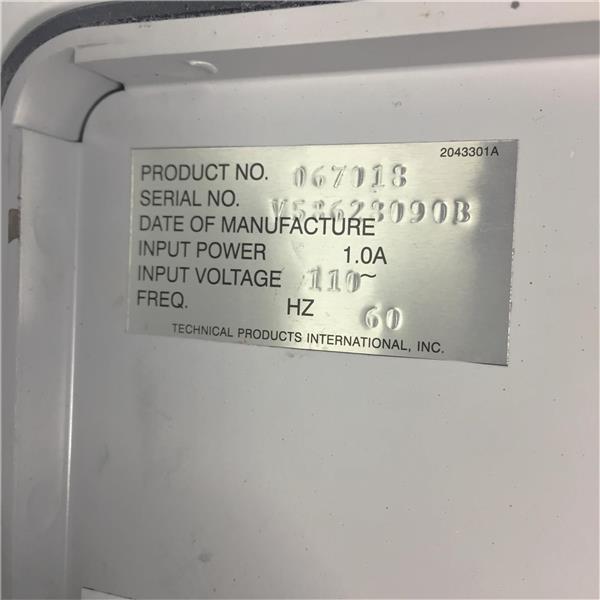 2043301A
PRODUCT NO. 067018
SERIAL NO. V58628090B
DATE OF MANUFACTURE
INPUT POWER 1.0A
INPUT VOLTAGE 110~
FREQ. HZ 60
TECHNICAL PRODUCTS INTERNATIONAL, INC.